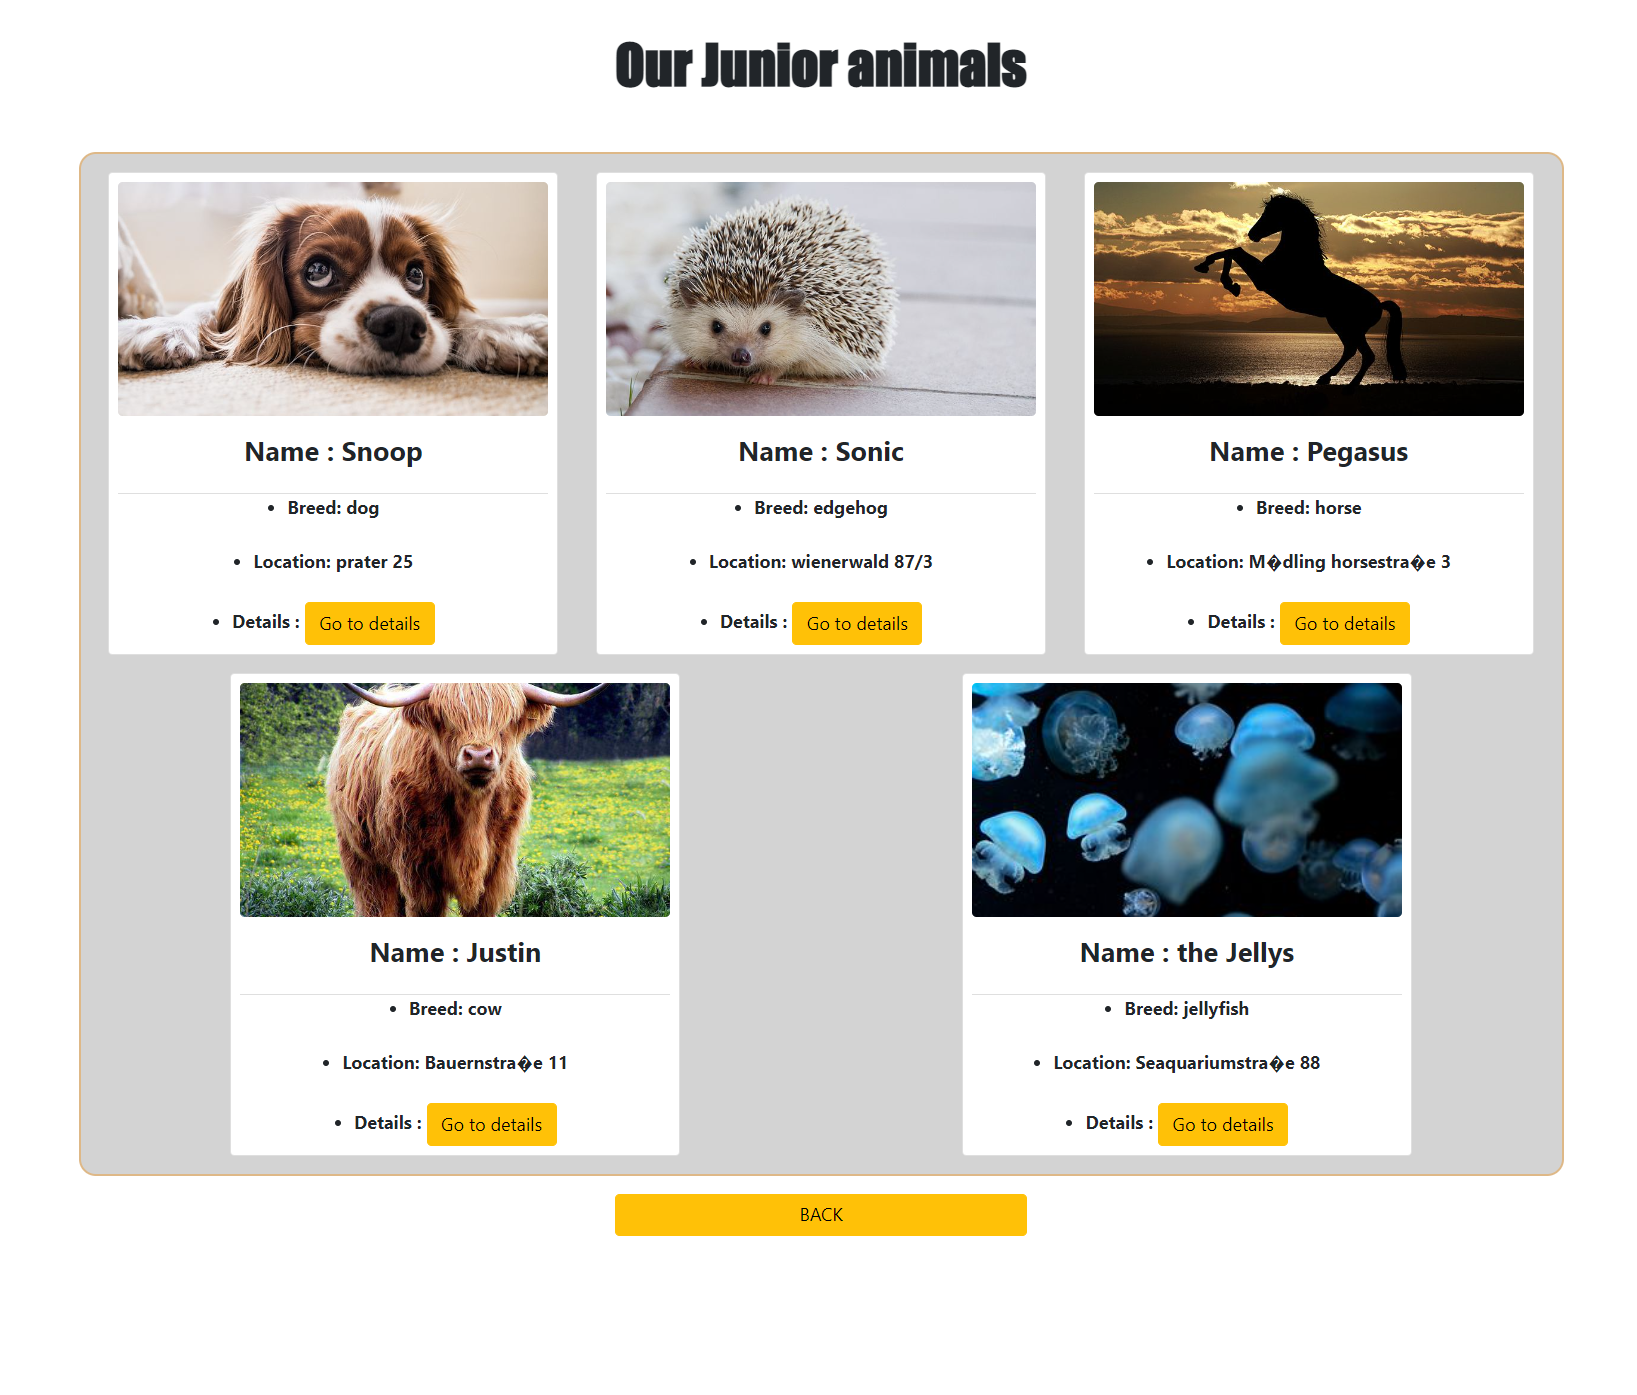 Our Junior animals
Name : Snoop
• Breed: dog
• Location: prater 25
• Details : Go to details
Name : Sonic
• Breed: edgehog
• Location: wienerwald 87/3
• Details : Go to details
Name : Pegasus
• Breed: horse
• Location: M�dling horsestra�e 3
• Details : Go to details
Name : Justin
• Breed: cow
• Location: Bauernstra�e 11
• Details : Go to details
Name : the Jellys
• Breed: jellyfish
• Location: Seaquariumstra�e 88
• Details : Go to details
BACK